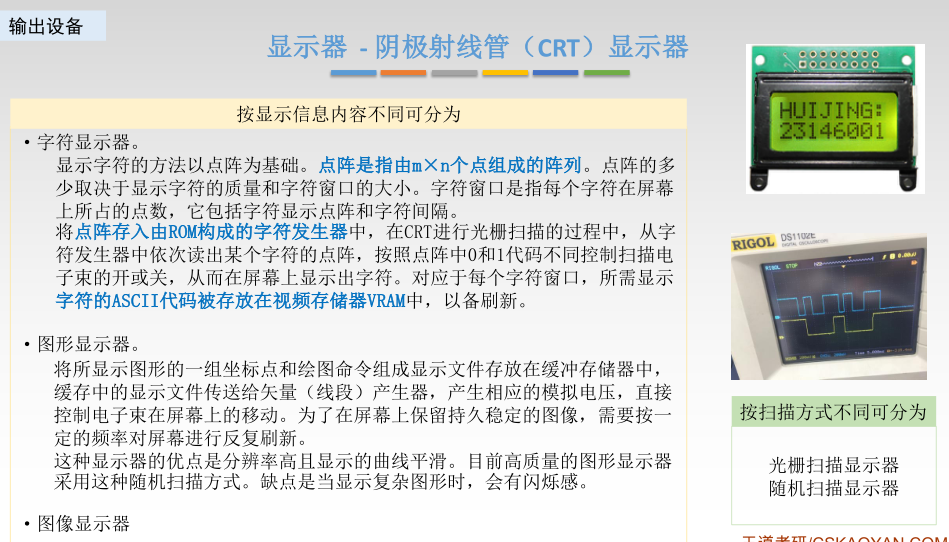 输出设备
显示器 - 阴极射线管（CRT）显示器
按显示信息内容不同可分为
• 字符显示器。
显示字符的方法以点阵为基础。点阵是指由m×n个点组成的阵列。点阵的多
少取决于显示字符的质量和字符窗口的大小。字符窗口是指每个字符在屏幕
上所占的点数，它包括字符显示点阵和字符间隔。
将点阵存入由ROM构成的字符发生器中，在CRT进行光栅扫描的过程中，从字
符发生器中依次读出某个字符的点阵，按照点阵中0和1代码不同控制扫描电
子束的开或关，从而在屏幕上显示出字符。对应于每个字符窗口，所需显示
字符的ASCII代码被存放在视频存储器VRAM中，以备刷新。
• 图形显示器。
将所显示图形的一组坐标点和绘图命令组成显示文件存放在缓冲存储器中，
缓存中的显示文件传送给矢量（线段）产生器，产生相应的模拟电压，直接
控制电子束在屏幕上的移动。为了在屏幕上保留持久稳定的图像，需要按一
定的频率对屏幕进行反复刷新。
这种显示器的优点是分辨率高且显示的曲线平滑。目前高质量的图形显示器
采用这种随机扫描方式。缺点是当显示复杂图形时，会有闪烁感。
• 图像显示器
HUIJING:
23146001
RIGOL DS1102E
DIGITAL OSCILLOSCOPE
RIGOL STOP
按扫描方式不同可分为
光栅扫描显示器
随机扫描显示器
王道考研/CSKAOYAN.COM